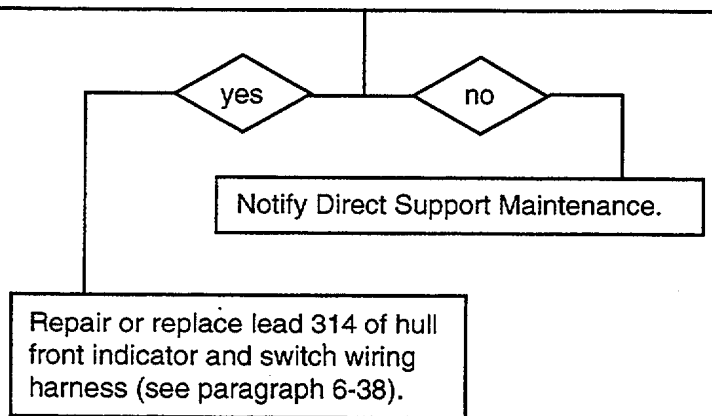 yes
no
Notify Direct Support Maintenance.
Repair or replace lead 314 of hull
front indicator and switch wiring
harness (see paragraph 6-38).